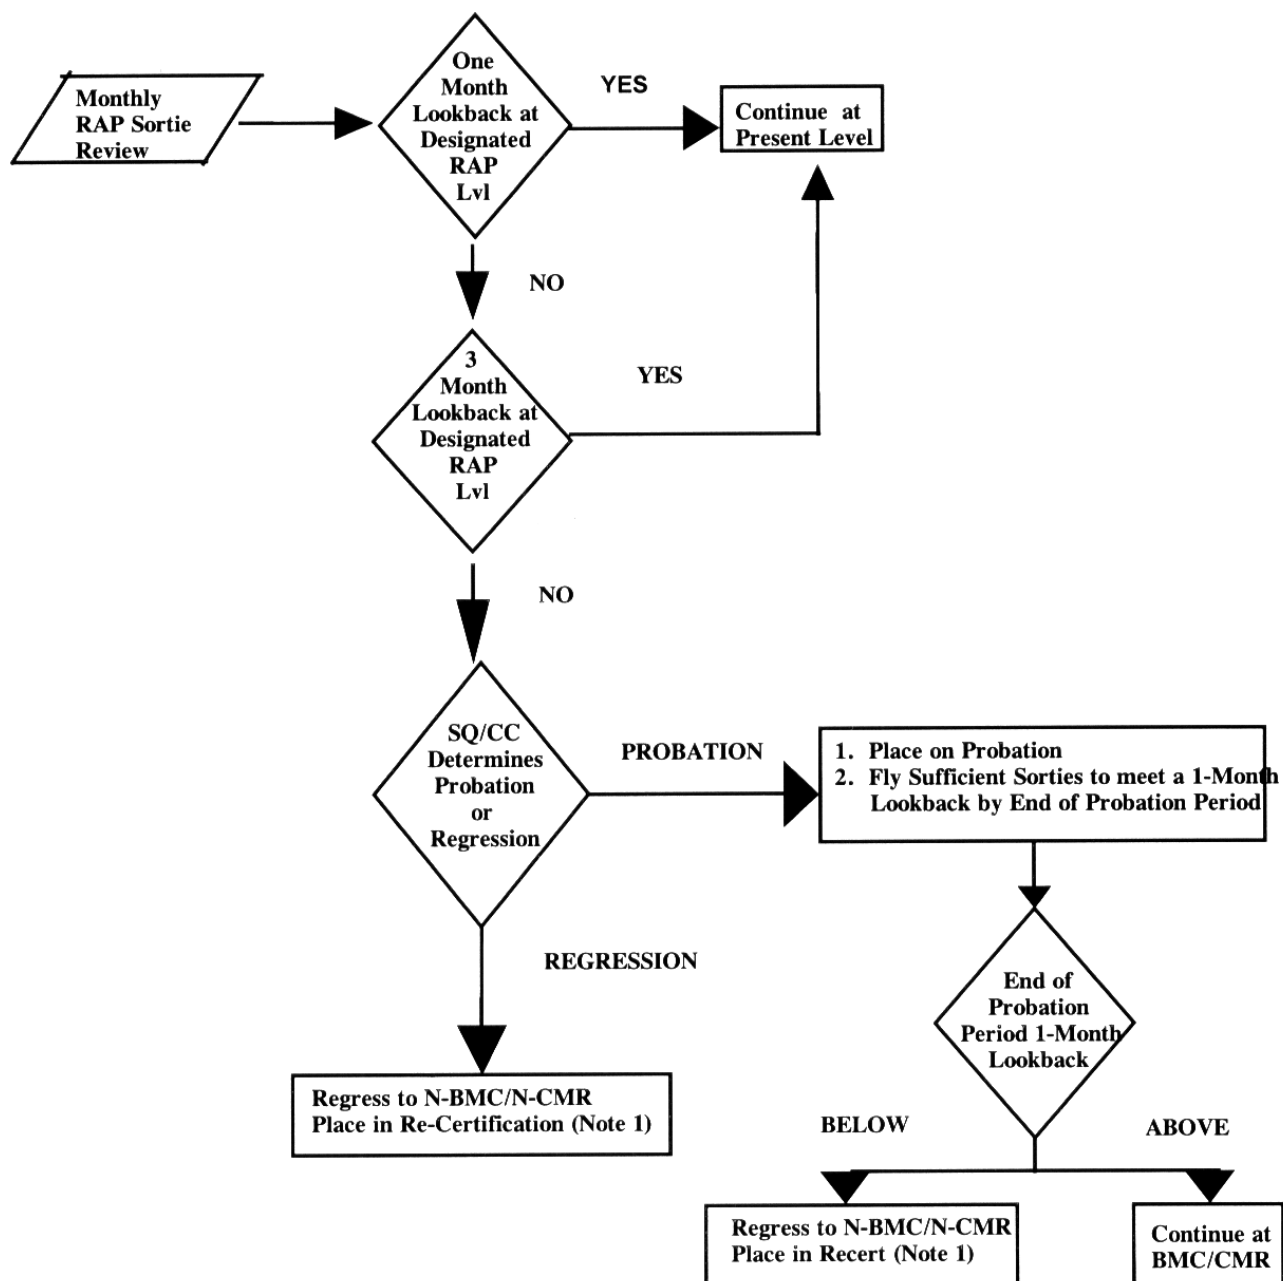 Monthly
RAP Sortie
Review
One
Month
Lookback at
Designated
RAP
Lvl
YES
Continue at
Present Level
NO
3
Month
Lookback at
Designated
RAP
Lvl
YES
NO
SQ/CC
Determines
Probation
or
Regression
PROBATION
1. Place on Probation
2. Fly Sufficient Sorties to meet a 1-Month
Lookback by End of Probation Period
REGRESSION
Regress to N-BMC/N-CMR
Place in Re-Certification (Note 1)
End of
Probation
Period 1-Month
Lookback
BELOW
ABOVE
Regress to N-BMC/N-CMR
Place in Recert (Note 1)
Continue at
BMC/CMR